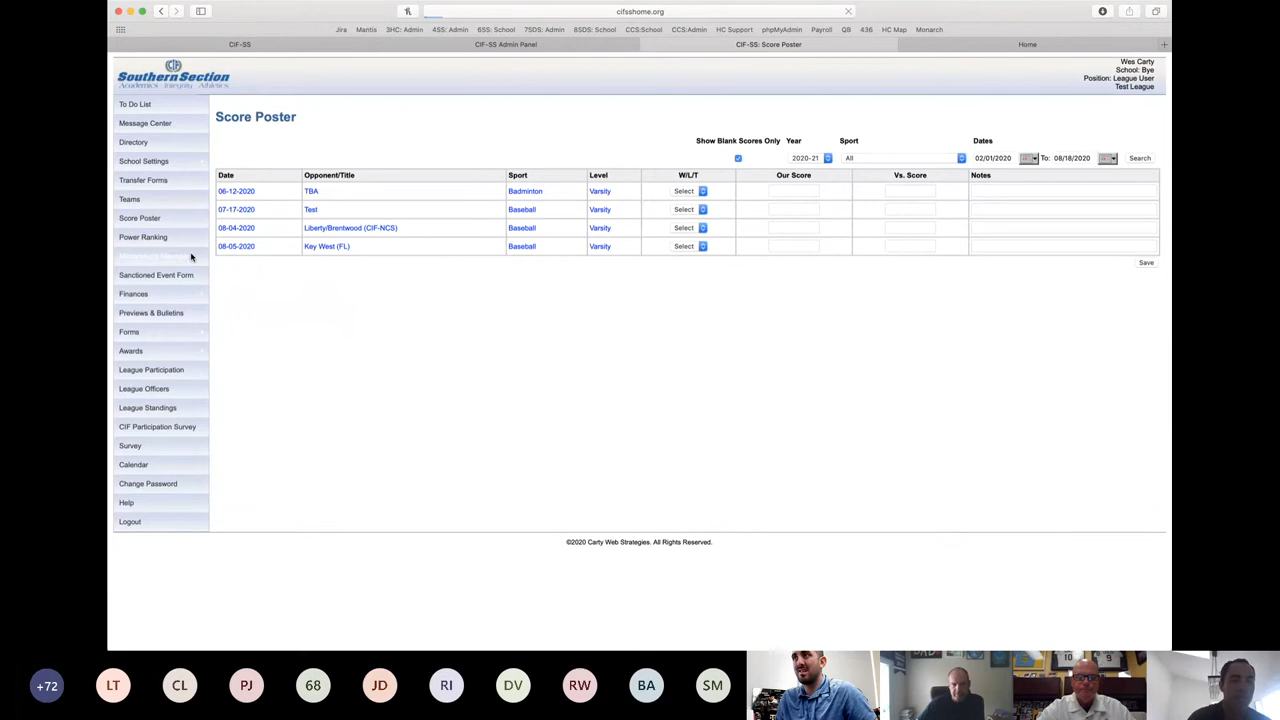 cifsshome.org
Jira Mantis 3HC: Admin 4SS: Admin 6SS: School 7SDS: Admin 8SDS: School CCS:School CCS:Admin HC Support phpMyAdmin Payroll QB 436 HC Map Monarch
CIF-SS CIF-SS Admin Panel CIF-SS: Score Poster Home
CIF
Southern Section
Academics Integrity Athletics
Wes Carty
School: Bye
Position: League User
Test League
To Do List
Message Center
Directory
School Settings
Transfer Forms
Teams
Score Poster
Power Ranking
Sanctioned Event Form
Finances
Previews & Bulletins
Forms
Awards
League Participation
League Officers
League Standings
CIF Participation Survey
Survey
Calendar
Change Password
Help
Logout
Score Poster
Show Blank Scores Only Year Sport Dates
2020-21 All 02/01/2020 To: 08/18/2020 Search
Date Opponent/Title Sport Level W/L/T Our Score Vs. Score Notes
06-12-2020 TBA Badminton Varsity Select
07-17-2020 Test Baseball Varsity Select
08-04-2020 Liberty/Brentwood (CIF-NCS) Baseball Varsity Select
08-05-2020 Key West (FL) Baseball Varsity Select
Save
©2020 Carty Web Strategies. All Rights Reserved.
+72 LT CL PJ 68 JD RI DV RW BA SM